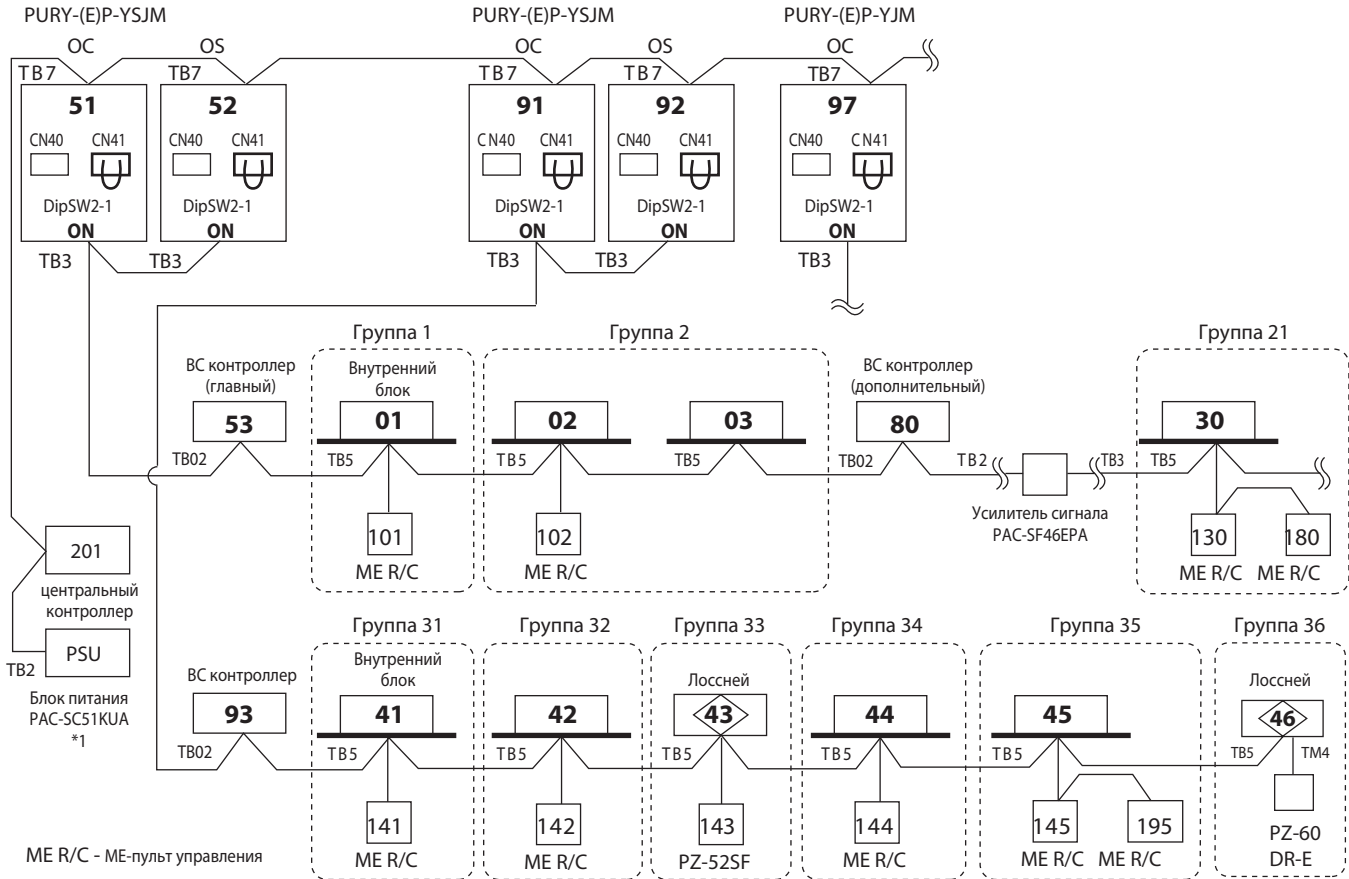 PURY-(E)P-YSJM PURY-(E)P-YSJM PURY-(E)P-YJM
OC OS OC OS OC
TB7 TB7 TB7 TB7 TB7
51 52 91 92 97
CN40 CN41 CN40 CN41 CN40 CN41 CN40 CN41 CN40 CN41
DipSW2-1 DipSW2-1 DipSW2-1 DipSW2-1 DipSW2-1
ON ON ON ON ON
TB3 TB3 TB3 TB3 TB3
Группа 1 Группа 2 Группа 21
ВС контроллер
(главный)
Внутренний
блок
ВС контроллер
(дополнительный)
53 01 02 03 80 30
TB02 TB5 TB5 TB5 TB02 TB2 TB3 TB5
Усилитель сигнала
PAC-SF46EPA
101 102 130 180
ME R/C ME R/C ME R/C ME R/C
201
центральный
контроллер
PSU
TB2
Блок питания
PAC-SC51KUA
*1
Группа 31 Группа 32 Группа 33 Группа 34 Группа 35 Группа 36
ВС контроллер
Внутренний
блок
Лоссней Лоссней
93 41 42 43 44 45 46
TB02 TB5 TB5 TB5 TB5 TB5 TB5 TM4
141 142 143 144 145 195
ME R/C ME R/C PZ-52SF ME R/C ME R/C ME R/C
PZ-60
DR-E
ME R/C - МЕ-пульт управления